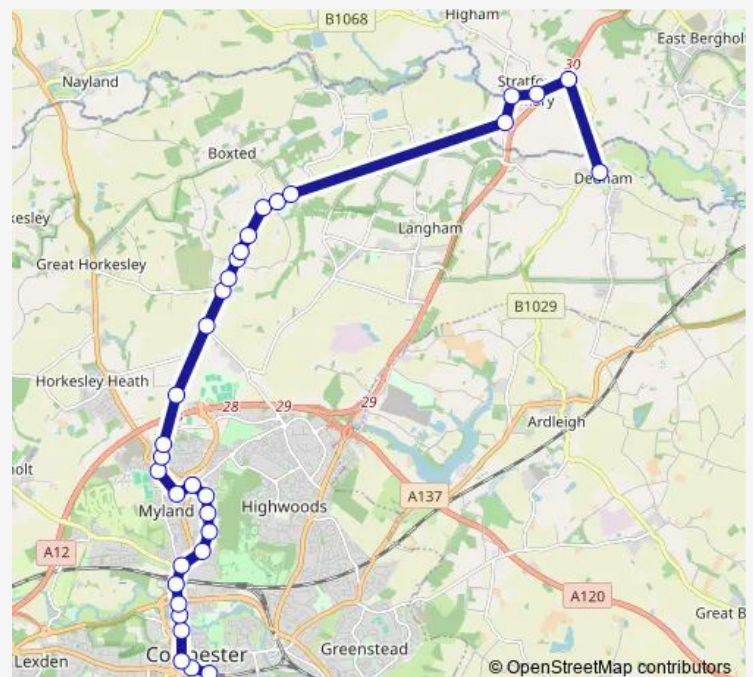 B1068
Higham
East Bergholt
Nayland
30
Boxted
Dedham
Langham
Great Horkesley
B1029
Horkesley Heath
28
29
29
Ardleigh
Myland
Highwoods
A137
A12
A120
Great B
Lexden
Greenstead
© OpenStreetMap contributors